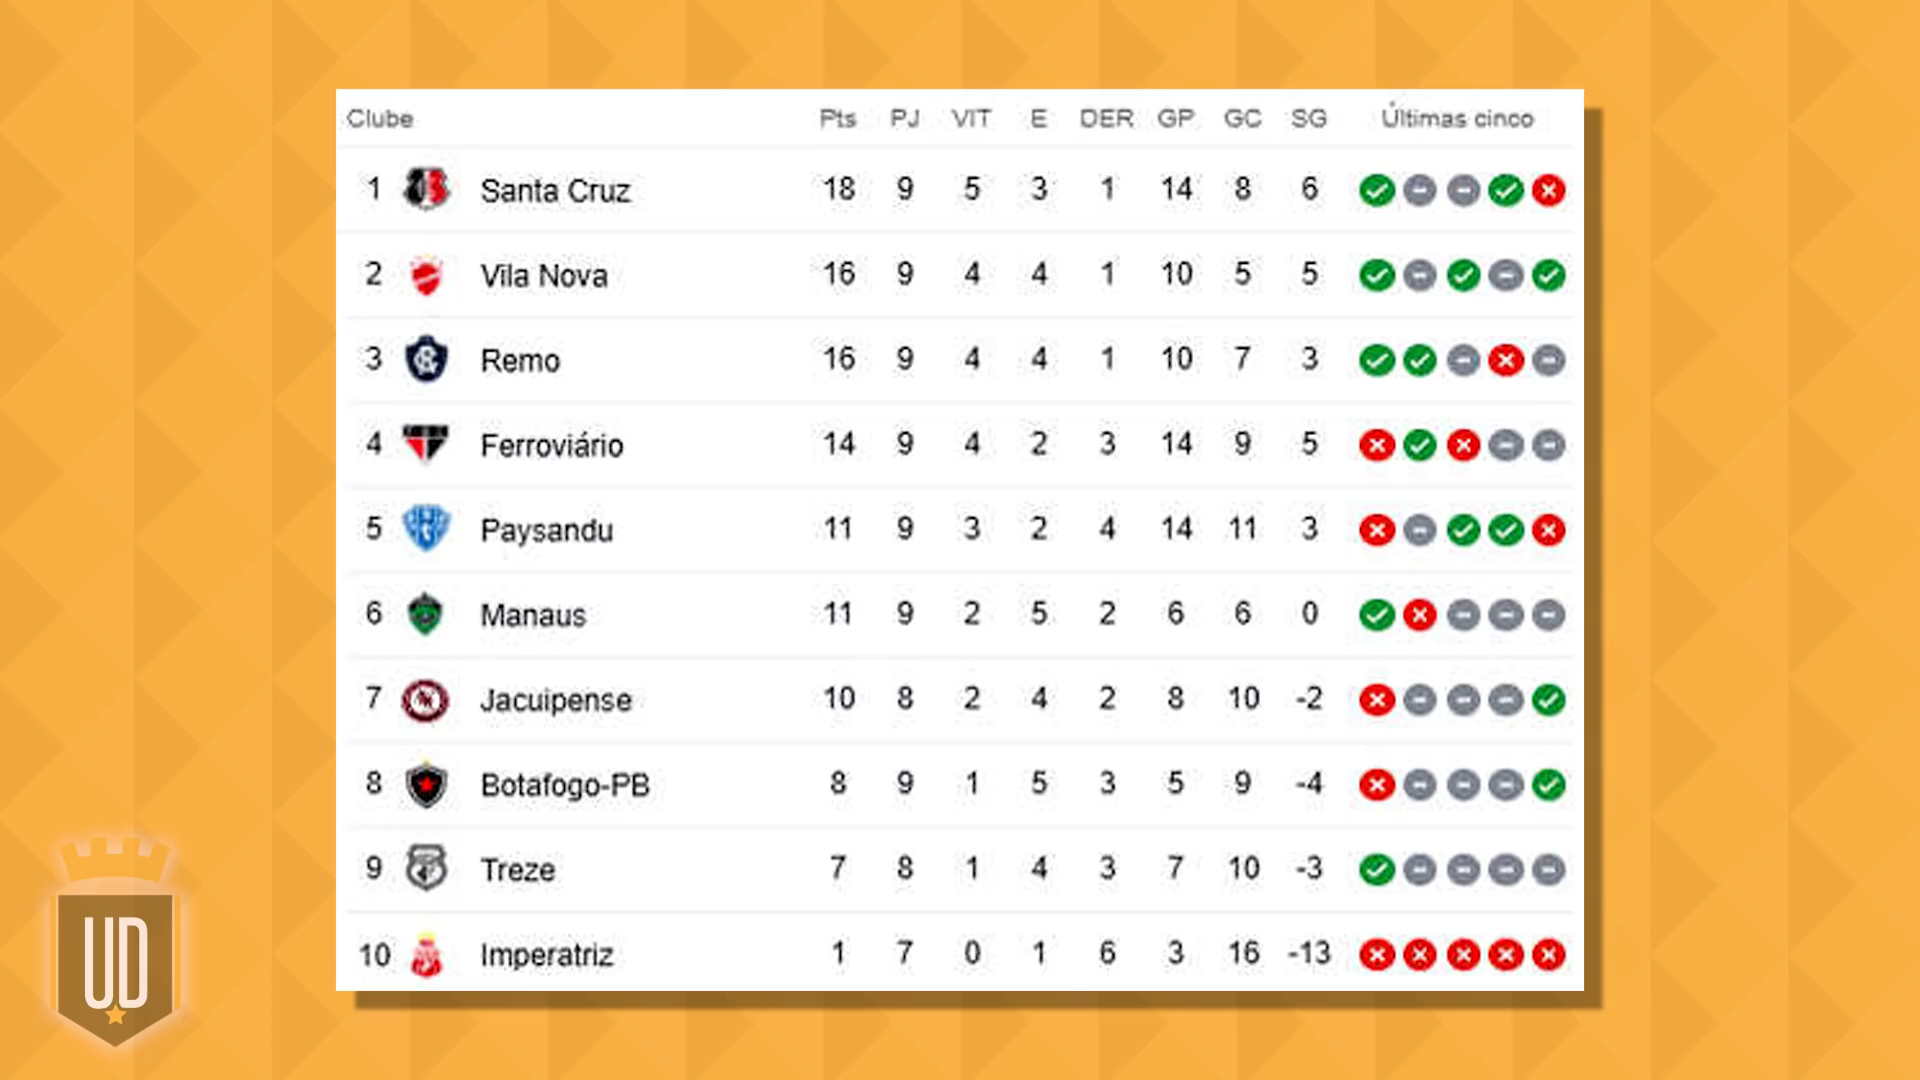 Clube Pts PJ VIT E DER GP GC SG Últimas cinco
1 Santa Cruz 18 9 5 3 1 14 8 6
2 Vila Nova 16 9 4 4 1 10 5 5
3 Remo 16 9 4 4 1 10 7 3
4 Ferroviário 14 9 4 2 3 14 9 5
5 Paysandu 11 9 3 2 4 14 11 3
6 Manaus 11 9 2 5 2 6 6 0
7 Jacuipense 10 8 2 4 2 8 10 -2
8 Botafogo-PB 8 9 1 5 3 5 9 -4
9 Treze 7 8 1 4 3 7 10 -3
10 Imperatriz 1 7 0 1 6 3 16 -13
UD